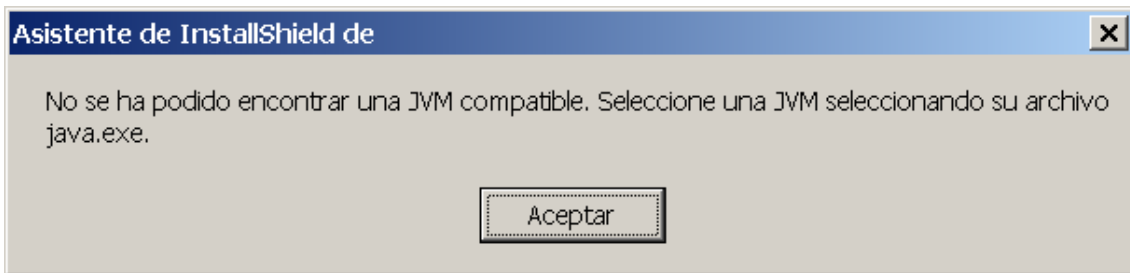 Asistente de InstallShield de
No se ha podido encontrar una JVM compatible. Seleccione una JVM seleccionando su archivo
java.exe.
Aceptar